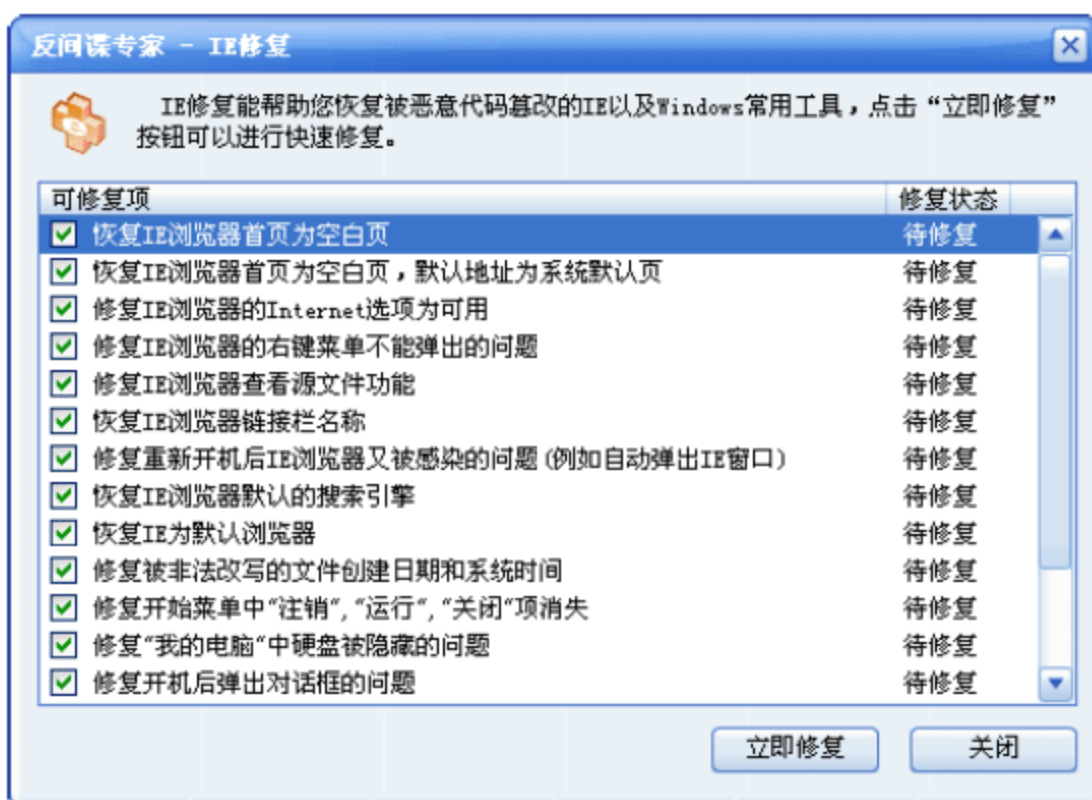 反间谍专家 - IE修复
IE修复能帮助您恢复被恶意代码篡改的IE以及Windows常用工具，点击“立即修复”
按钮可以进行快速修复。
可修复项 修复状态
恢复IE浏览器首页为空白页 待修复
恢复IE浏览器首页为空白页，默认地址为系统默认页 待修复
修复IE浏览器的Internet选项为可用 待修复
修复IE浏览器的右键菜单不能弹出的问题 待修复
修复IE浏览器查看源文件功能 待修复
恢复IE浏览器链接栏名称 待修复
修复重新开机后IE浏览器又被感染的问题(例如自动弹出IE窗口) 待修复
恢复IE浏览器默认的搜索引擎 待修复
恢复IE为默认浏览器 待修复
修复被非法改写的文件创建日期和系统时间 待修复
修复开始菜单中“注销”,“运行”,“关闭”项消失 待修复
修复“我的电脑”中硬盘被隐藏的问题 待修复
修复开机后弹出对话框的问题 待修复
立即修复 关闭